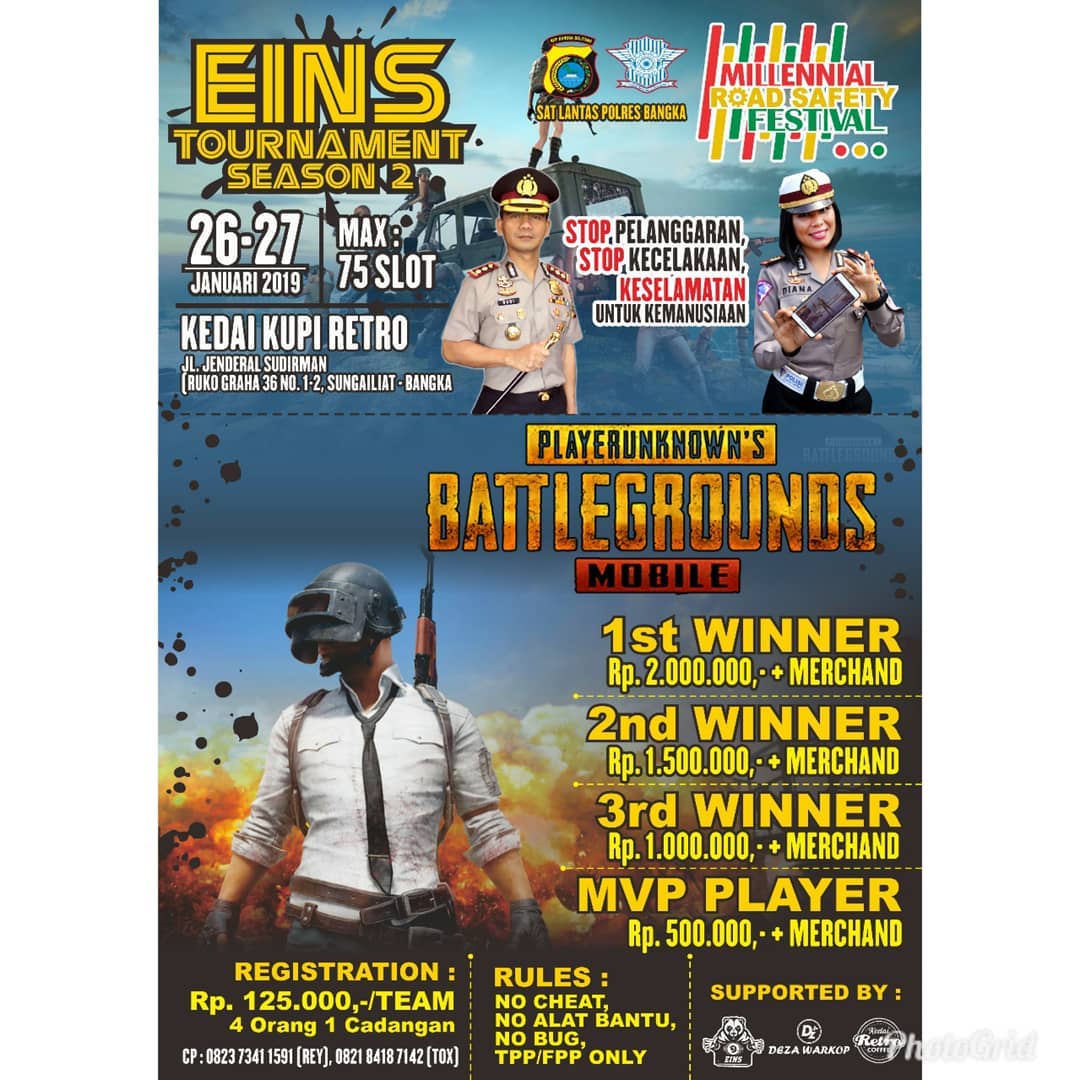 EINS
TOURNAMENT
SEASON 2
SAT LANTAS POLRES BANGKA
MILLENNIAL
ROAD SAFETY
FESTIVAL
26-27
JANUARI 2019
MAX :
75 SLOT
KEDAI KUPI RETRO
JL. JENDERAL SUDIRMAN
(RUKO GRAHA 36 NO. 1-2, SUNGAILIAT - BANGKA
STOP PELANGGARAN,
STOP KECELAKAAN,
KESELAMATAN
UNTUK KEMANUSIAAN
DIANA
POLISI
PLAYERUNKNOWN'S
BATTLEGROUNDS
MOBILE
1st WINNER
Rp. 2.000.000,- + MERCHAND
2nd WINNER
Rp. 1.500.000,- + MERCHAND
3rd WINNER
Rp. 1.000.000,- + MERCHAND
MVP PLAYER
Rp. 500.000,- + MERCHAND
REGISTRATION :
Rp. 125.000,-/TEAM
4 Orang 1 Cadangan
CP : 0823 7341 1591 (REY), 0821 8418 7142 (TOX)
RULES :
NO CHEAT,
NO ALAT BANTU,
NO BUG,
TPP/FPP ONLY
SUPPORTED BY :
9
EINS
DEZA WARKOP
Kedai
Retro
COFFEE
PhotoGrid